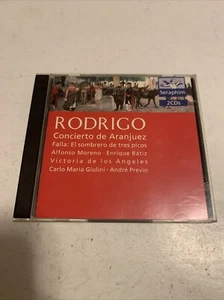 Seraphim
2CDs
RODRIGO
Concierto de Aranjuez
Falla: El sombrero de tres picos
Alfonso Moreno · Enrique Bátiz
Victoria de los Angeles
Carlo Maria Giulini · André Previn